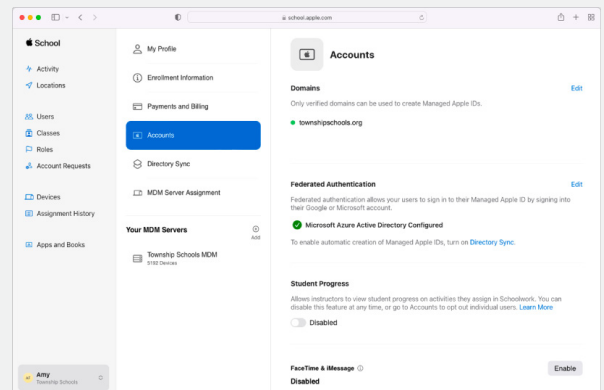 school.apple.com
School
Activity
Locations
Users
Classes
Roles
Account Requests
Devices
Assignment History
Apps and Books
Amy
Township Schools
My Profile
Enrollment Information
Payments and Billing
Accounts
Directory Sync
MDM Server Assignment
Your MDM Servers
Add
Township Schools MDM
5192 Devices
Accounts
Domains
Edit
Only verified domains can be used to create Managed Apple IDs.
townshipschools.org
Federated Authentication
Edit
Federated authentication allows your users to sign in to their Managed Apple ID by signing into
their Google or Microsoft account.
Microsoft Azure Active Directory Configured
To enable automatic creation of Managed Apple IDs, turn on Directory Sync.
Student Progress
Allows instructors to view student progress on activities they assign in Schoolwork. You can
disable this feature at any time, or go to Accounts to opt out individual users. Learn More
Disabled
FaceTime & iMessage
Enable
Disabled